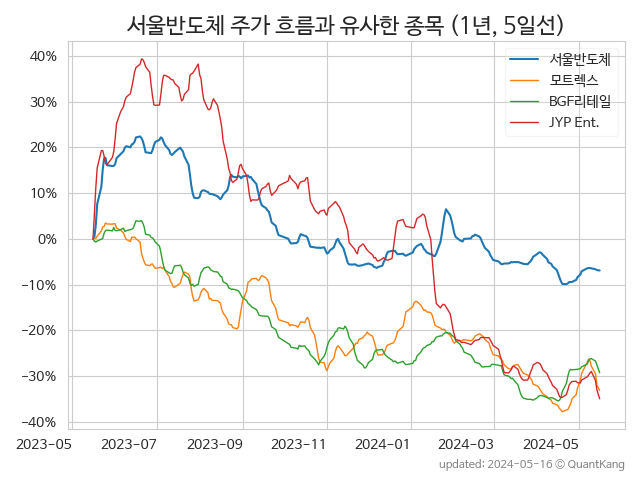 서울반도체 주가 흐름과 유사한 종목 (1년, 5일선)
서울반도체
모트렉스
BGF리테일
JYP Ent.
40%
30%
20%
10%
0%
−10%
−20%
−30%
−40%
2023−05 2023−07 2023−09 2023−11 2024−01 2024−03 2024−05
updated: 2024-05-16 © QuantKang